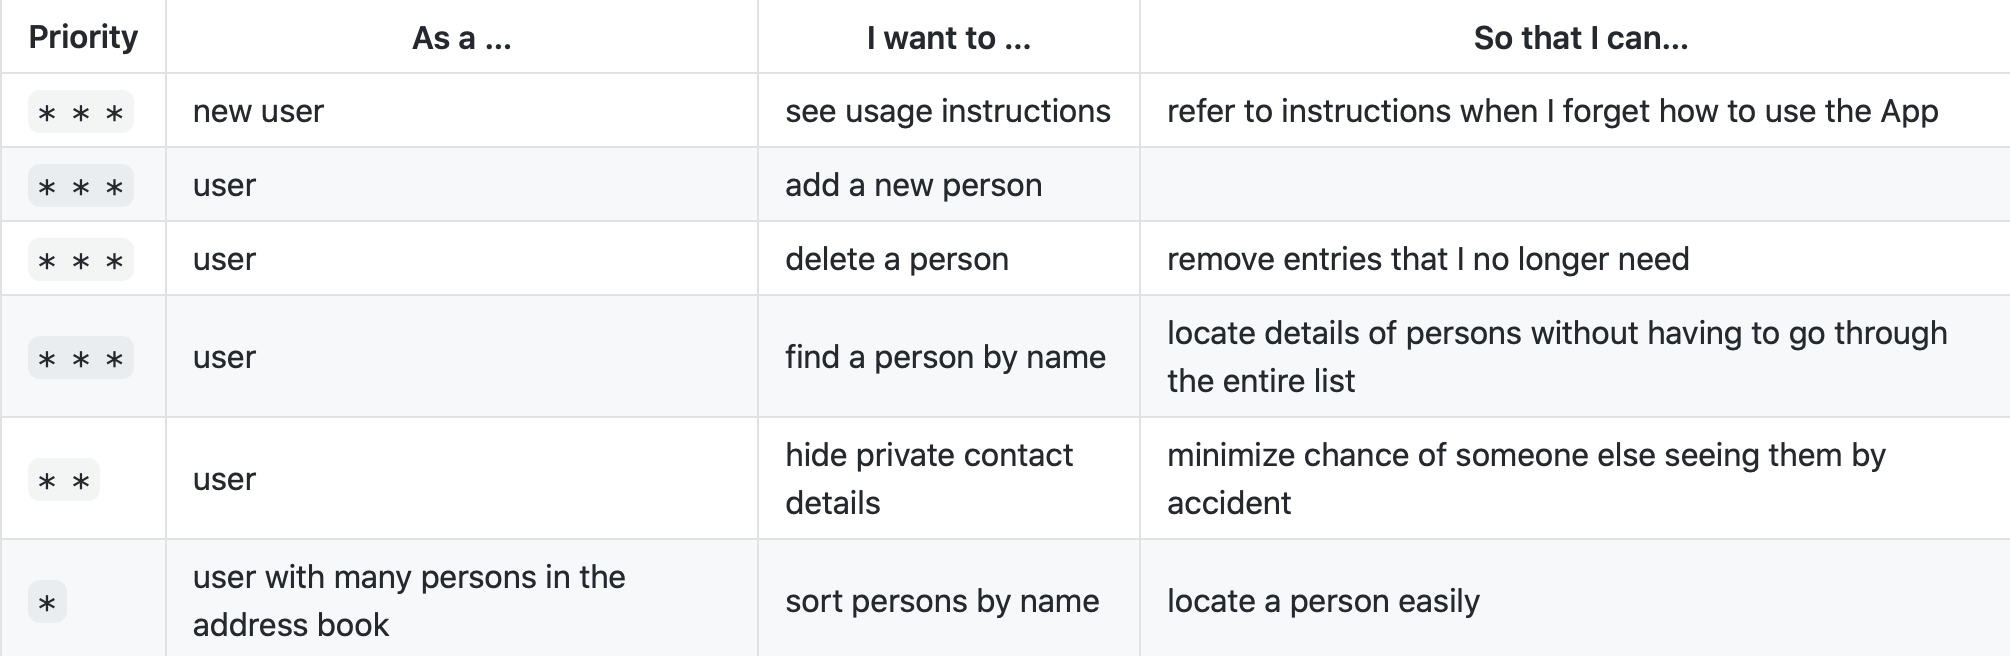 Priority As a ... I want to ... So that I can...
* * * new user see usage instructions refer to instructions when I forget how to use the App
* * * user add a new person
* * * user delete a person remove entries that I no longer need
* * * user find a person by name locate details of persons without having to go through
the entire list
* * user hide private contact
details minimize chance of someone else seeing them by
accident
* user with many persons in the
address book sort persons by name locate a person easily